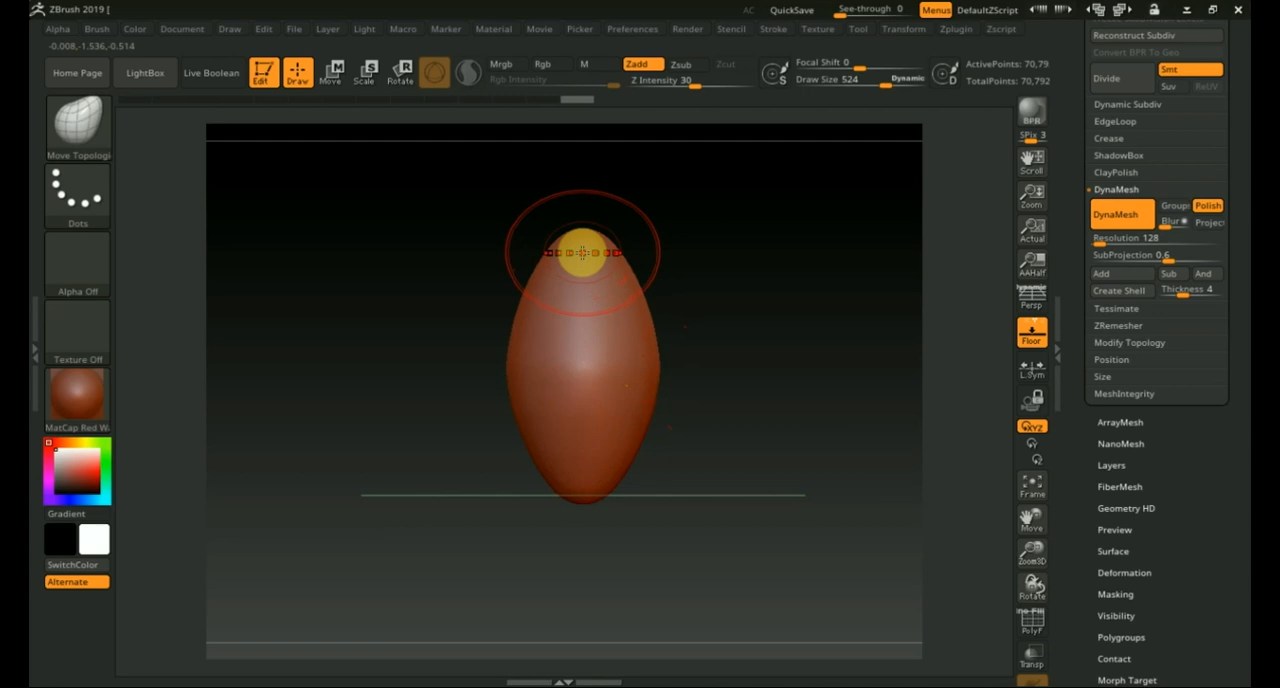 ZBrush 2019 [
AC QuickSave See-through 0 Menus DefaultZScript
Alpha Brush Color Document Draw Edit File Layer Light Macro Marker Material Movie Picker Preferences Render Stencil Stroke Texture Tool Transform Zplugin Zscript
-0.008,-1.536,-0.514
Home Page LightBox Live Boolean Edit Draw Move Scale Rotate
Mrgb Rgb M Zadd Zsub Zcut
Rgb Intensity Z Intensity 30
Focal Shift 0
Draw Size 524 Dynamic
ActivePoints: 70,79
TotalPoints: 70,792
Move Topologi
Dots
Alpha Off
Texture Off
MatCap Red W
Gradient
SwitchColor
Alternate
BPR
SPix 3
Scroll
Zoom
Actual
AAHalf
Persp
Floor
L.Sym
XYZ
Frame
Move
Zoom3D
Rotate
PolyF
Transp
Reconstruct Subdiv
Convert BPR To Geo
Divide Smt
Suv ReUV
Dynamic Subdiv
EdgeLoop
Crease
ShadowBox
ClayPolish
DynaMesh
DynaMesh Group Polish
Blur Projec
Resolution 128
SubProjection 0.6
Add Sub And
Create Shell Thickness 4
Tessimate
ZRemesher
Modify Topology
Position
Size
MeshIntegrity
ArrayMesh
NanoMesh
Layers
FiberMesh
Geometry HD
Preview
Surface
Deformation
Masking
Visibility
Polygroups
Contact
Morph Target